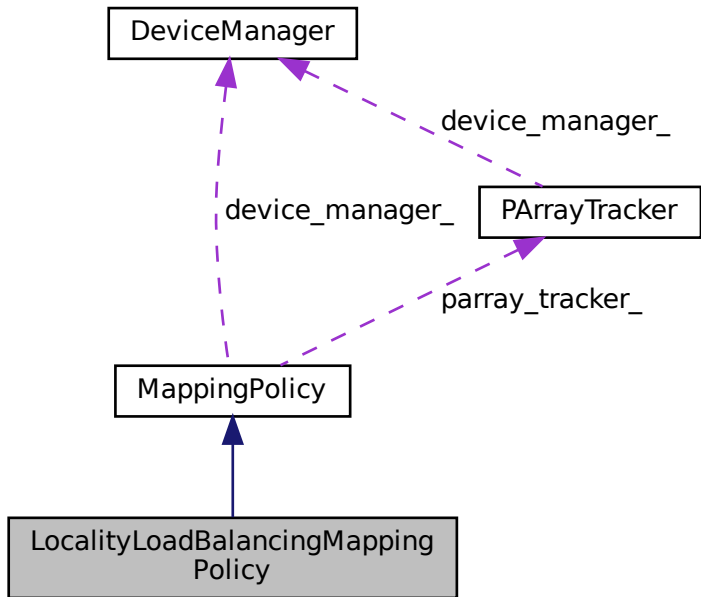 DeviceManager
device_manager_
PArrayTracker
device_manager_
parray_tracker_
MappingPolicy
LocalityLoadBalancingMapping
Policy